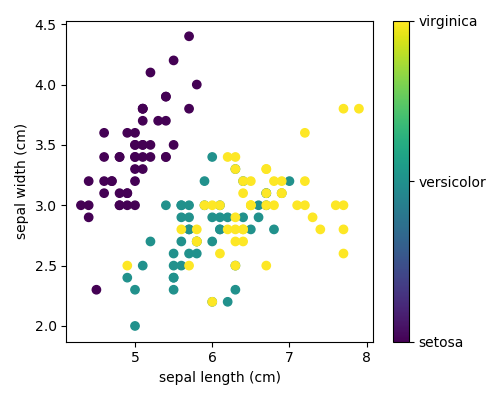 4.5
4.0
3.5
3.0
2.5
2.0
sepal width (cm)
5 6 7 8
sepal length (cm)
virginica
versicolor
setosa